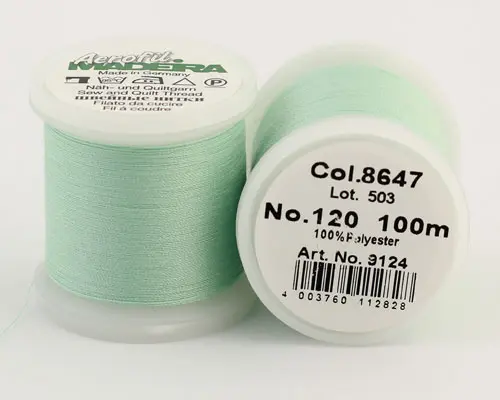 Aerofil
MADEIRA
Made in Germany
Näh- und Quiltgarn
Sew and Quilt Thread
ШВЕЙНЫЕ НИТКИ
Filato da cucire
Fil à coudre
Col.8647
Lot. 503
No.120 100m
100%Polyester
Art. No. 9124
4 003760 112828